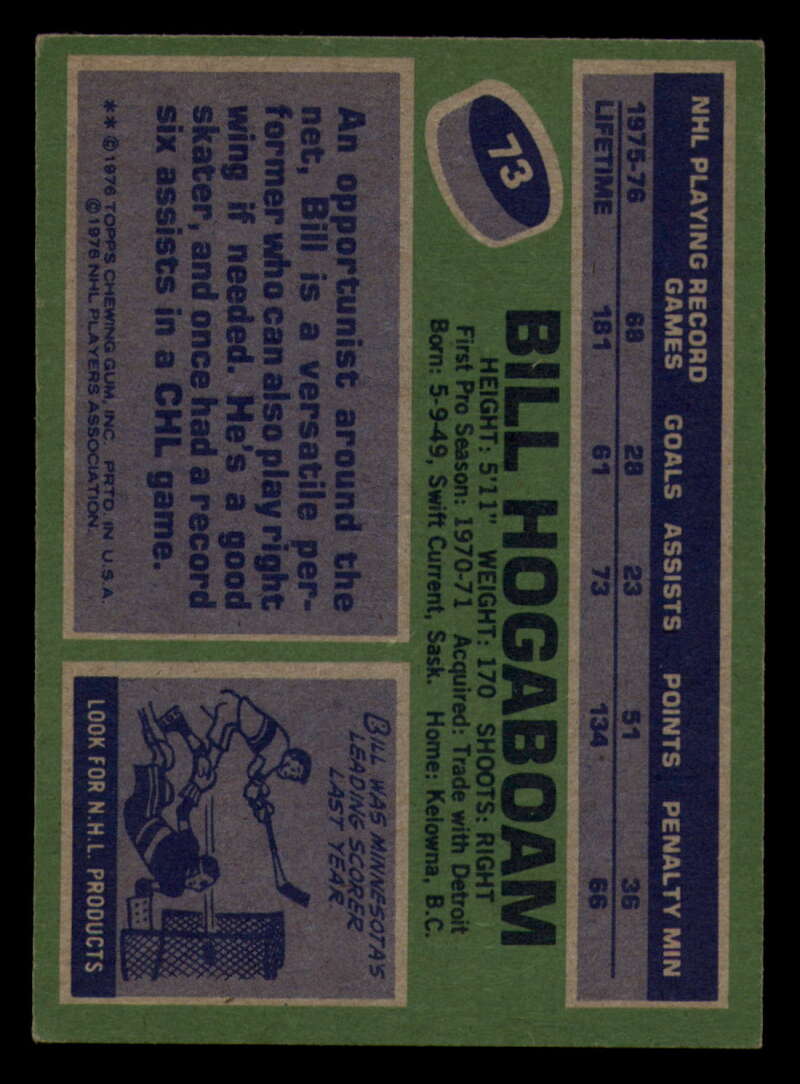 NHL PLAYING RECORD
GAMES GOALS ASSISTS POINTS PENALTY MIN
1975-76 68 28 23 51 36
LIFETIME 181 61 73 134 66
73
BILL HOGABOAM
HEIGHT: 5'11" WEIGHT: 170 SHOOTS: RIGHT
First Pro Season: 1970-71 Acquired: Trade with Detroit
Born: 5-9-49, Swift Current, Sask. Home: Kelowna, B.C.
An opportunist around the
net, Bill is a versatile per-
former who can also play right
wing if needed. He's a good
skater, and once had a record
six assists in a CHL game.
** ©1976 TOPPS CHEWING GUM, INC. PRTD. IN U.S.A.
©1976 NHL PLAYERS ASSOCIATION.
BILL WAS MINNESOTA'S
LEADING SCORER
LAST YEAR
LOOK FOR N.H.L. PRODUCTS